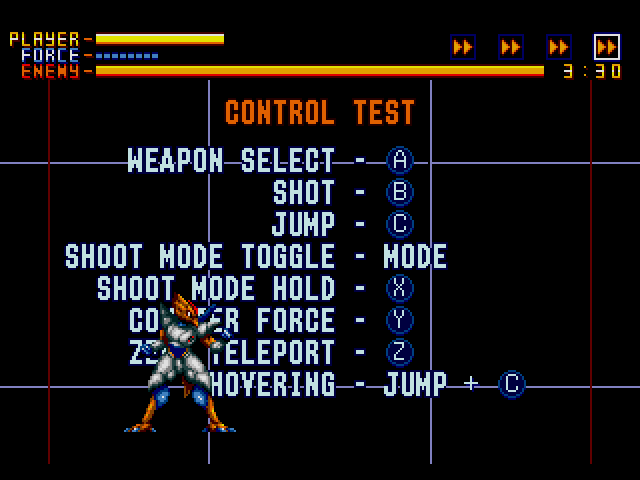 PLAYER-
FORCE-
ENEMY-
3:30
CONTROL TEST
WEAPON SELECT - A
SHOT - B
JUMP - C
SHOOT MODE TOGGLE - MODE
SHOOT MODE HOLD - X
FORCE - Y
TELEPORT - Z
HOVERING - JUMP + C